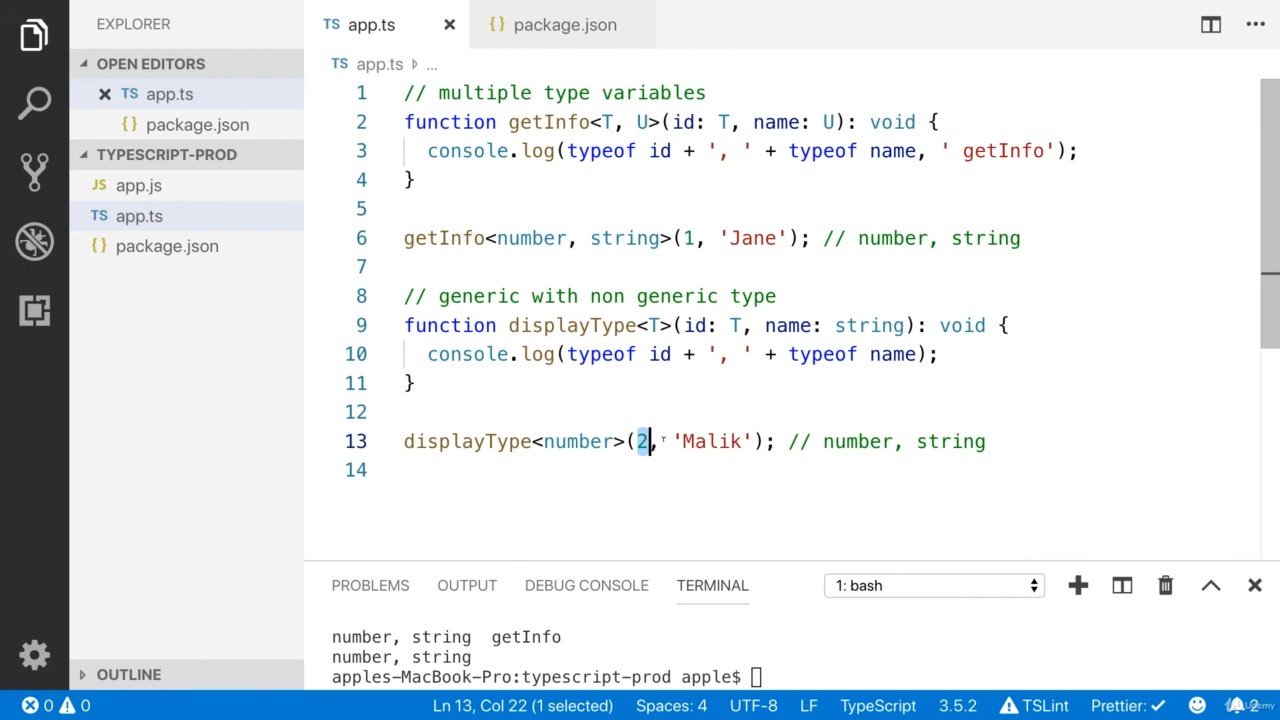 EXPLORER
OPEN EDITORS
TS app.ts
{} package.json
TYPESCRIPT-PROD
JS app.js
TS app.ts
{} package.json
OUTLINE
TS app.ts {} package.json
TS app.ts ...
1 // multiple type variables
2 function getInfo<T, U>(id: T, name: U): void {
3 console.log(typeof id + ', ' + typeof name, ' getInfo');
4 }
5
6 getInfo<number, string>(1, 'Jane'); // number, string
7
8 // generic with non generic type
9 function displayType<T>(id: T, name: string): void {
10 console.log(typeof id + ', ' + typeof name);
11 }
12
13 displayType<number>(2, 'Malik'); // number, string
14
PROBLEMS OUTPUT DEBUG CONSOLE TERMINAL 1: bash
number, string  getInfo
number, string
apples-MacBook-Pro:typescript-prod apple$
0 0 Ln 13, Col 22 (1 selected) Spaces: 4 UTF-8 LF TypeScript 3.5.2 TSLint Prettier: ✓